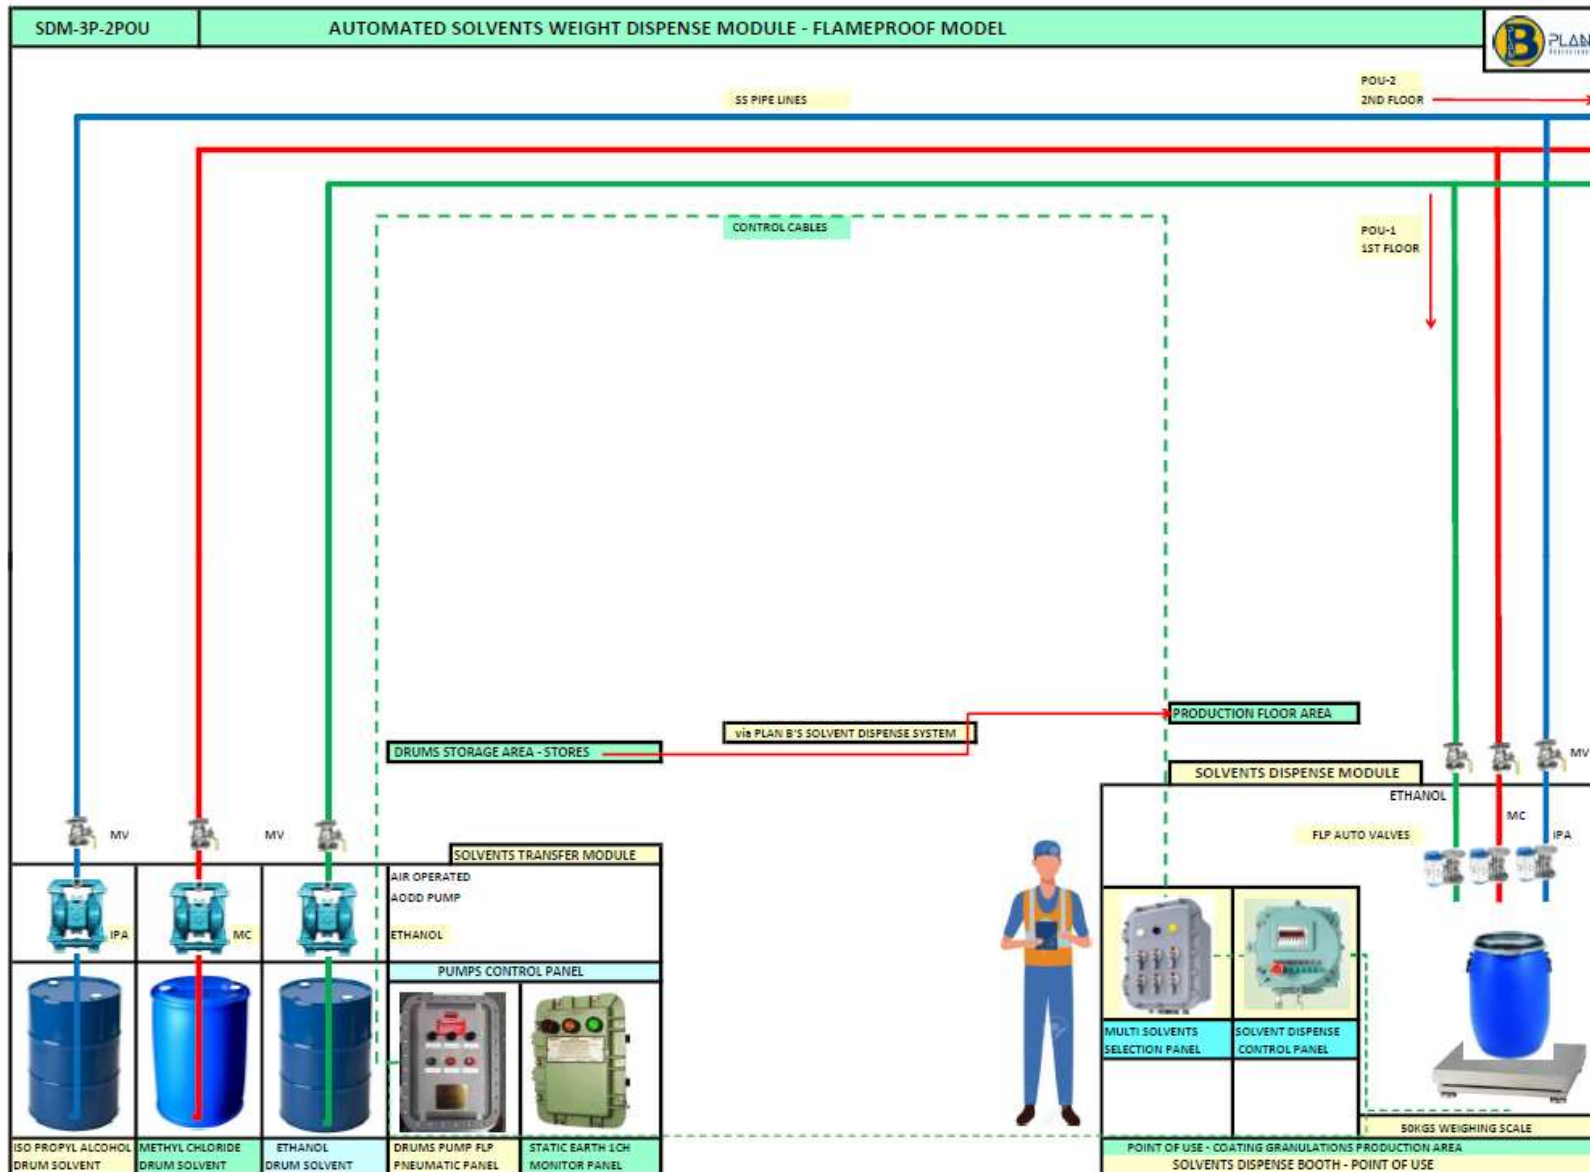 SDM-3P-2POU
AUTOMATED SOLVENTS WEIGHT DISPENSE MODULE - FLAMEPROOF MODEL
B PLAN
SS PIPE LINES
POU-2
2ND FLOOR
CONTROL CABLES
POU-1
1ST FLOOR
PRODUCTION FLOOR AREA
via PLAN B'S SOLVENT DISPENSE SYSTEM
DRUMS STORAGE AREA - STORES
MV
SOLVENTS DISPENSE MODULE
ETHANOL
MC
FLP AUTO VALVES
IPA
MV
MV
SOLVENTS TRANSFER MODULE
AIR OPERATED
AODD PUMP
IPA
MC
ETHANOL
PUMPS CONTROL PANEL
MULTI SOLVENTS
SELECTION PANEL
SOLVENT DISPENSE
CONTROL PANEL
50KGS WEIGHING SCALE
ISO PROPYL ALCOHOL
DRUM SOLVENT
METHYL CHLORIDE
DRUM SOLVENT
ETHANOL
DRUM SOLVENT
DRUMS PUMP FLP
PNEUMATIC PANEL
STATIC EARTH 1CH
MONITOR PANEL
POINT OF USE - COATING GRANULATIONS PRODUCTION AREA
SOLVENTS DISPENSE BOOTH - POINT OF USE